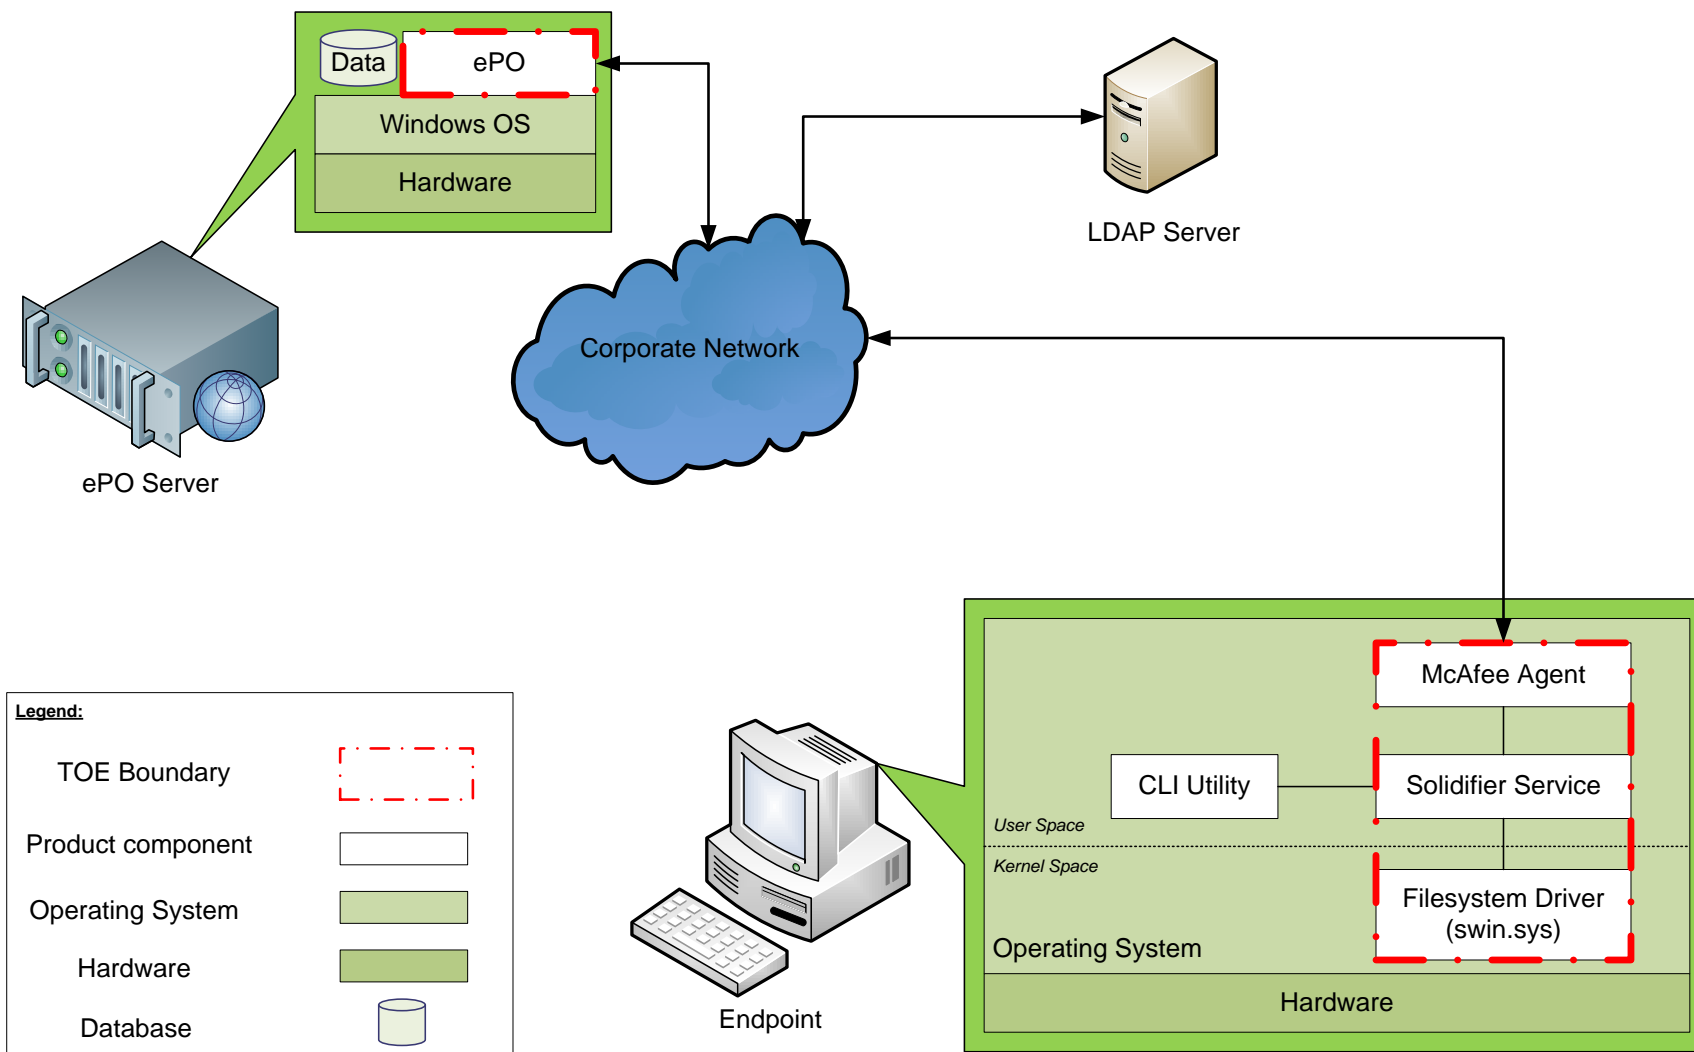 Data
ePO
Windows OS
Hardware
LDAP Server
Corporate Network
ePO Server
McAfee Agent
CLI Utility
Solidifier Service
User Space
Kernel Space
Filesystem Driver
(swin.sys)
Operating System
Hardware
Endpoint
Legend:
TOE Boundary
Product component
Operating System
Hardware
Database